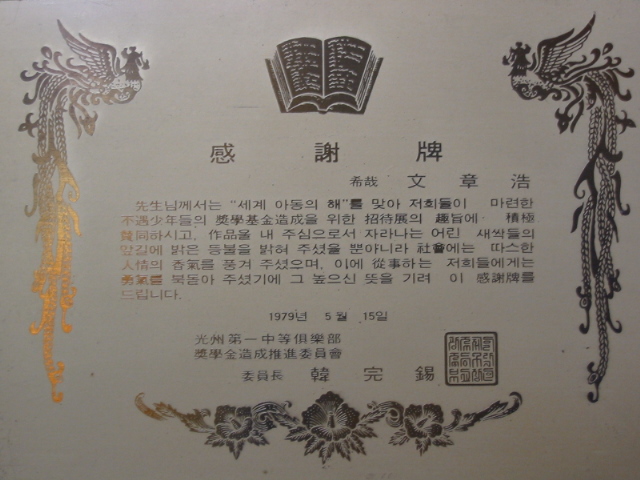 感謝牌
希哉 文章浩
先生님께서는 "세계 아동의 해"를 맞아 저희들이 마련한
不遇少年들의 奬學基金造成을 위한 招待展의 趣旨에 積極
贊同하시고, 作品을 내 주심으로서 자라나는 어린 새싹들의
앞길에 밝은 등불을 밝혀 주셨을 뿐아니라 社會에는 따스한
人情의 香氣를 풍겨 주셨으며, 이에 從事하는 저희들에게는
勇氣를 북돋아 주셨기에 그 높으신 뜻을 기려 이 感謝牌를
드립니다.
1979년 5월 15일
光州第一中等俱樂部
奬學金造成推進委員會
委員長 韓完錫